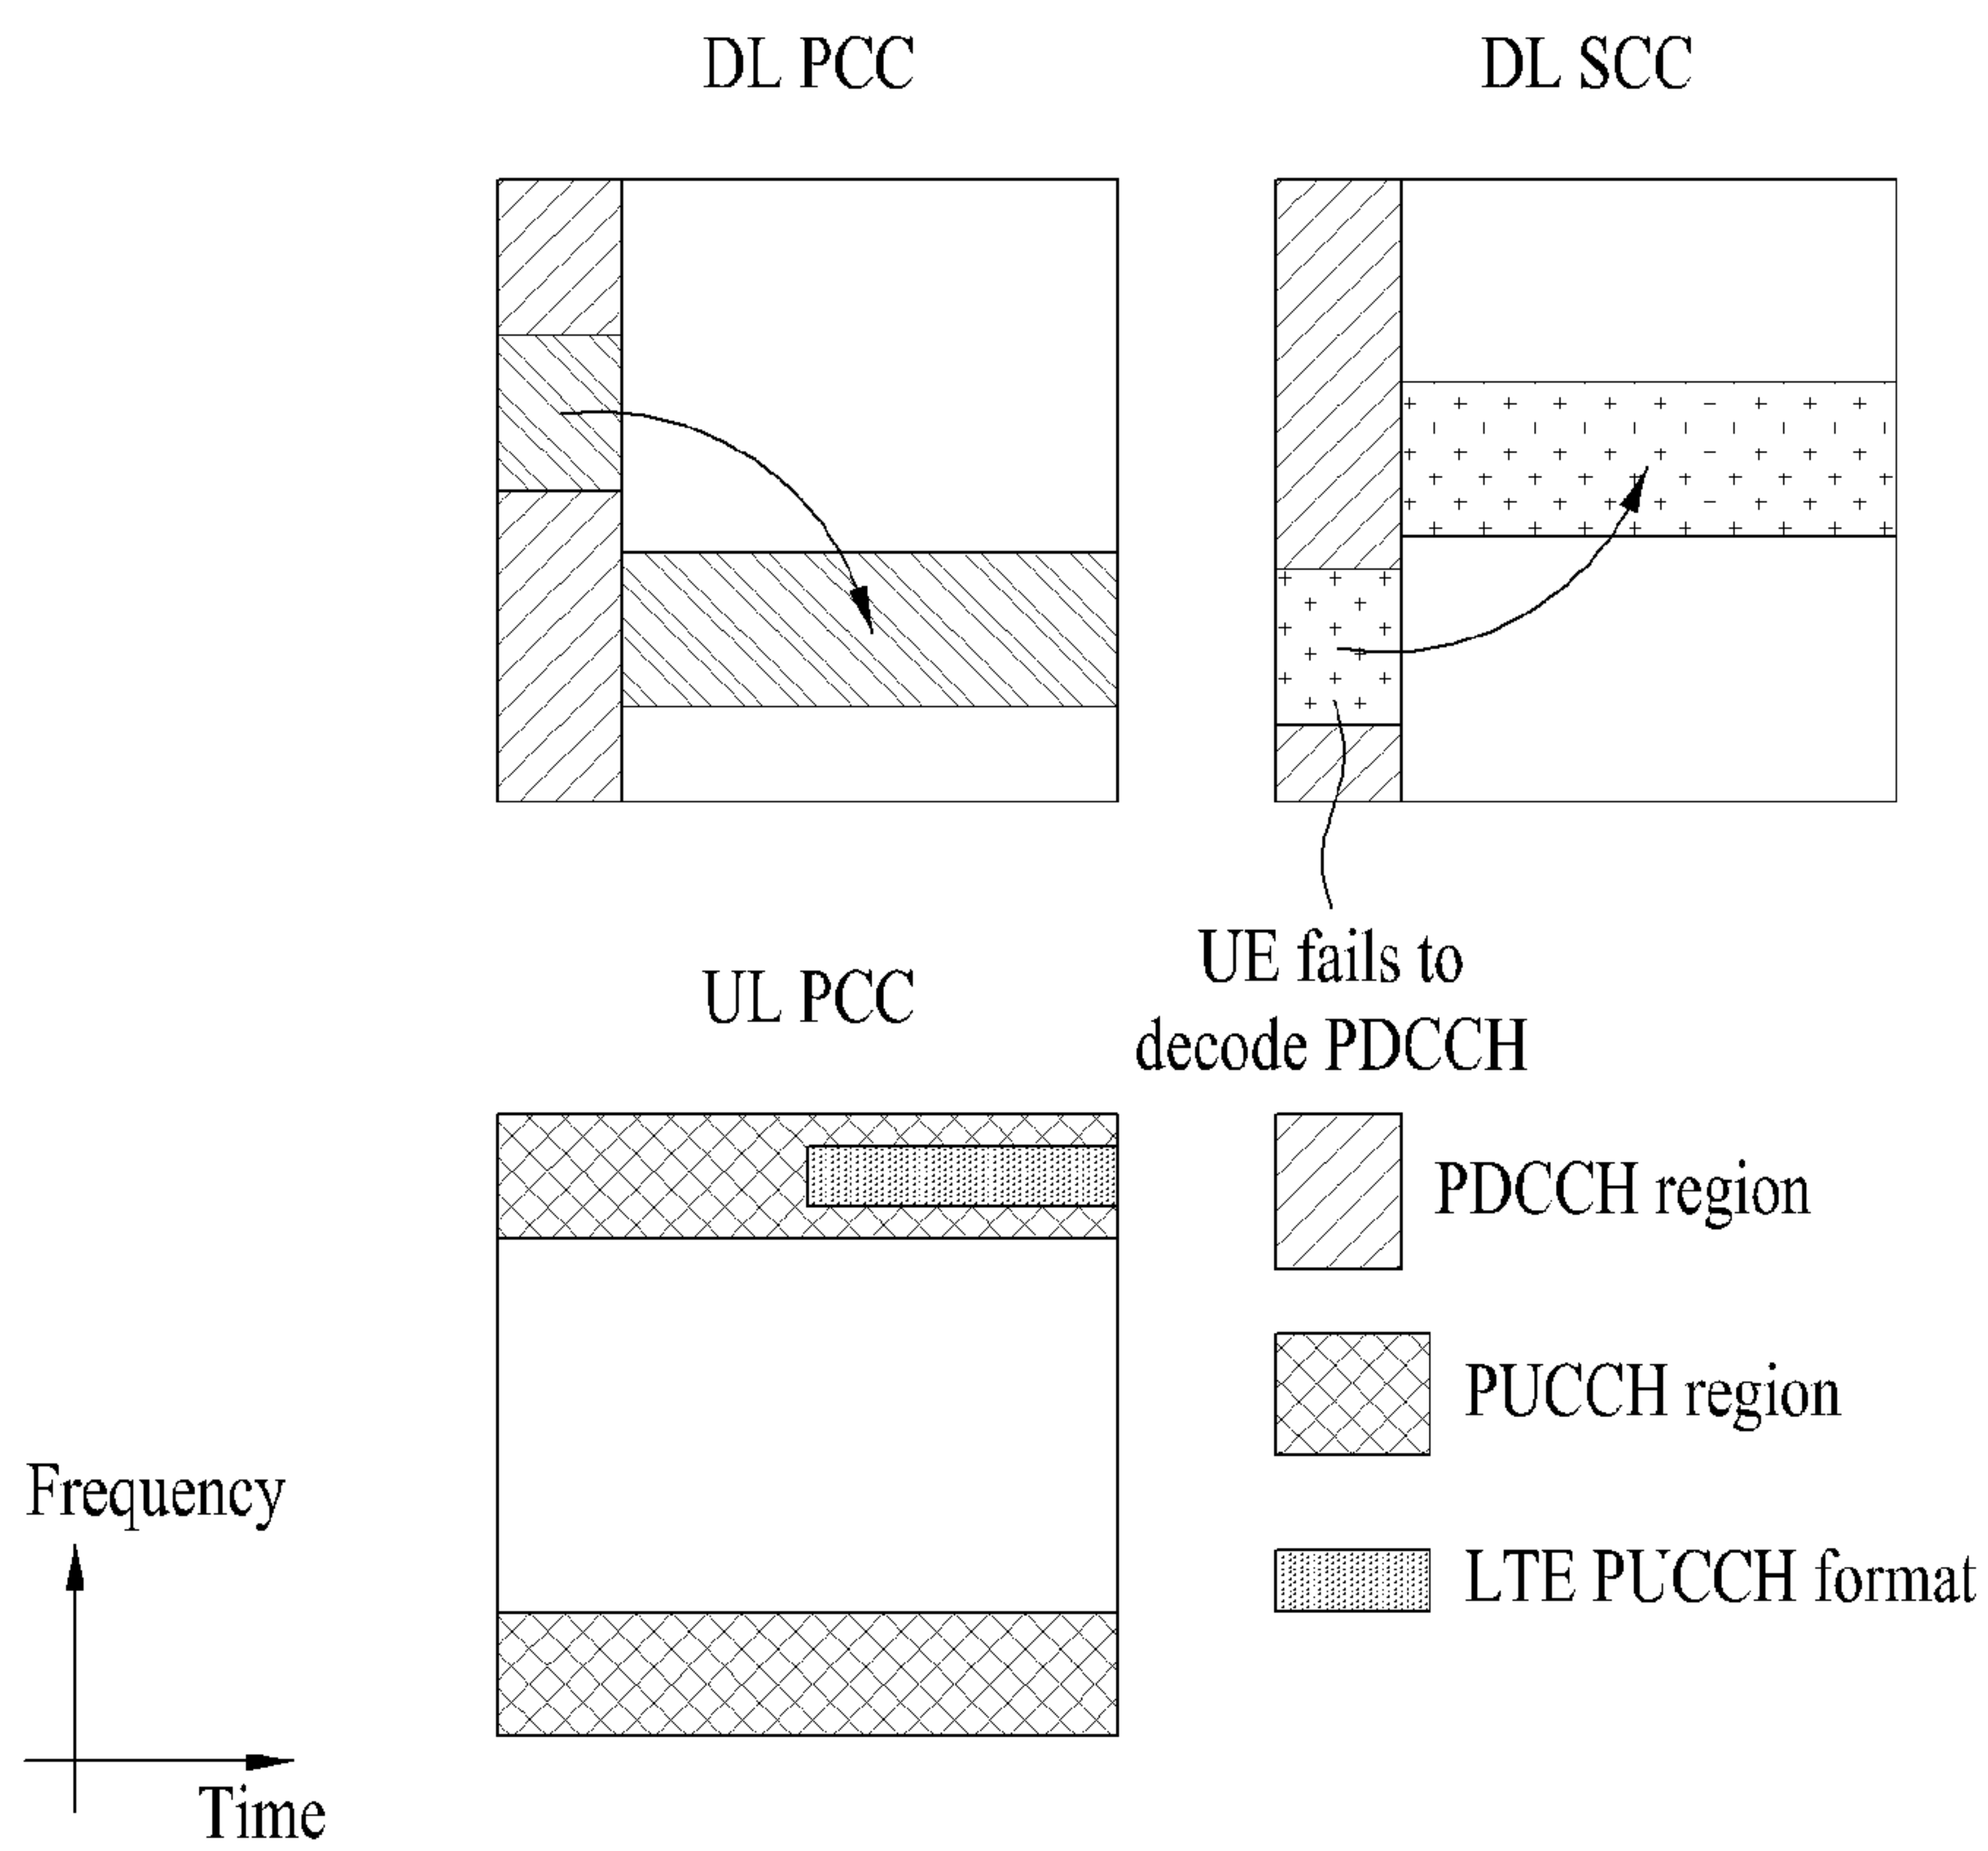 DL PCC
DL SCC
UE fails to
decode PDCCH
UL PCC
PDCCH region
PUCCH region
LTE PUCCH format
Frequency
Time